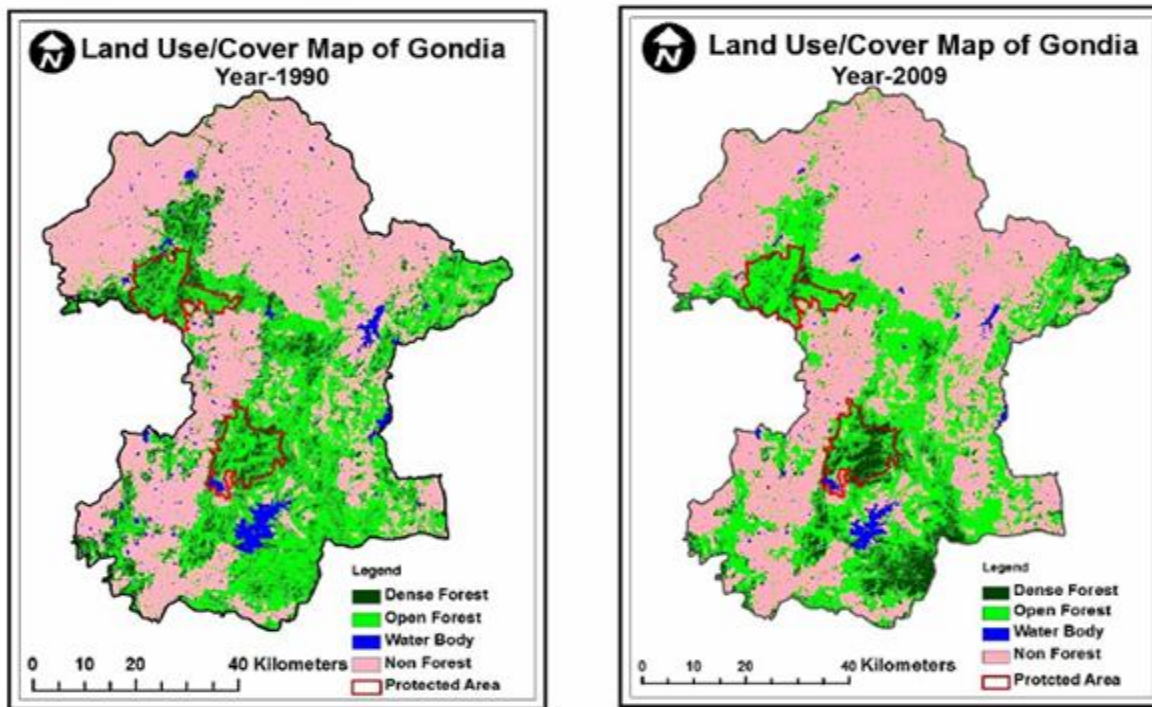 N
Land Use/Cover Map of Gondia
Year-1990
Legend
Dense Forest
Open Forest
Water Body
Non Forest
Protected Area
0 10 20 40 Kilometers
N
Land Use/Cover Map of Gondia
Year-2009
Legend
Dense Forest
Open Forest
Water Body
Non Forest
Protcted Area
0 10 20 40 Kilometers